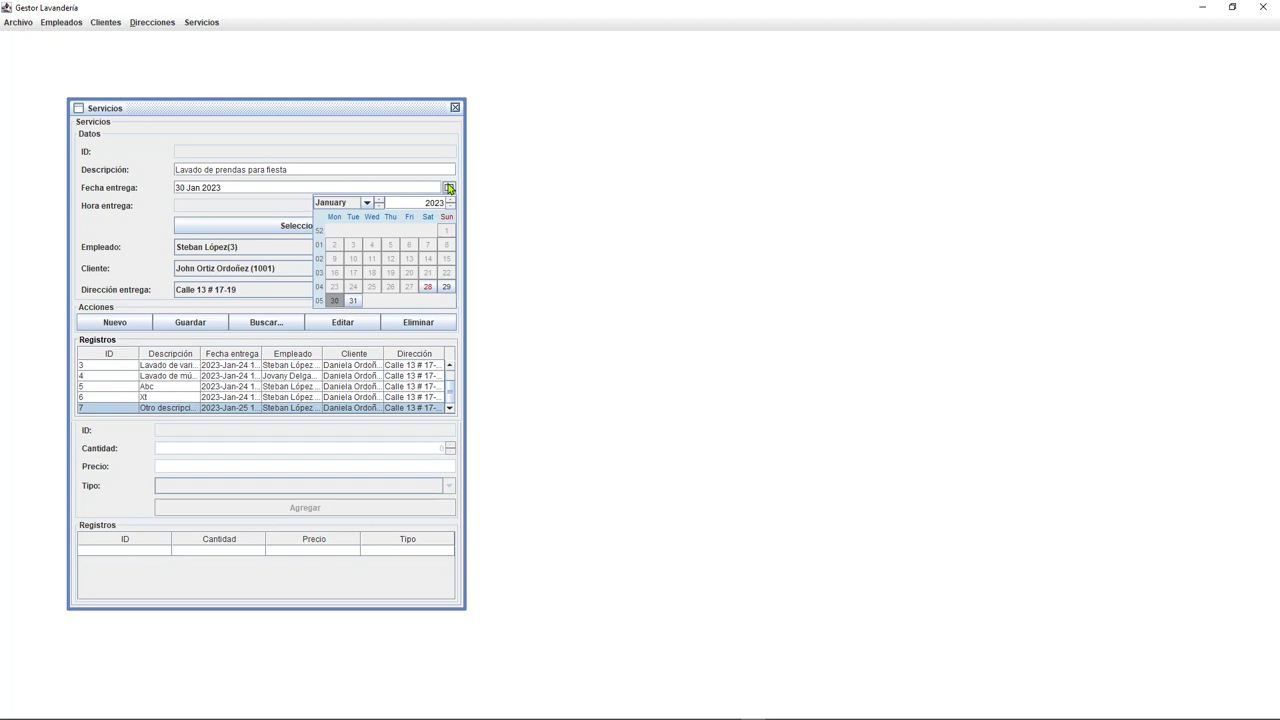 Gestor Lavandería
Archivo Empleados Clientes Direcciones Servicios
Servicios
Servicios
Datos
ID:
Descripción: Lavado de prendas para fiesta
Fecha entrega: 30 Jan 2023
January 2023
Hora entrega:
Mon Tue Wed Thu Fri Sat Sun
Seleccio
52 1
01 2 3 4 5 6 7 8
Empleado: Steban López(3)
02 9 10 11 12 13 14 15
Cliente: John Ortiz Ordoñez (1001)
03 16 17 18 19 20 21 22
04 23 24 25 26 27 28 29
Dirección entrega: Calle 13 # 17-19
05 30 31
Acciones
Nuevo Guardar Buscar... Editar Eliminar
Registros
ID Descripción Fecha entrega Empleado Cliente Dirección
3 Lavado de vari... 2023-Jan-24 1... Steban López ... Daniela Ordoñ... Calle 13 # 17-...
4 Lavado de mú... 2023-Jan-24 1... Jovany Delga... Daniela Ordoñ... Calle 13 # 17-...
5 Abc 2023-Jan-24 1... Steban López ... Daniela Ordoñ... Calle 13 # 17-...
6 Xt 2023-Jan-24 1... Steban López ... Daniela Ordoñ... Calle 13 # 17-...
7 Otro descripci... 2023-Jan-25 1... Steban López ... Daniela Ordoñ... Calle 13 # 17-...
ID:
Cantidad: 0
Precio:
Tipo:
Agregar
Registros
ID Cantidad Precio Tipo